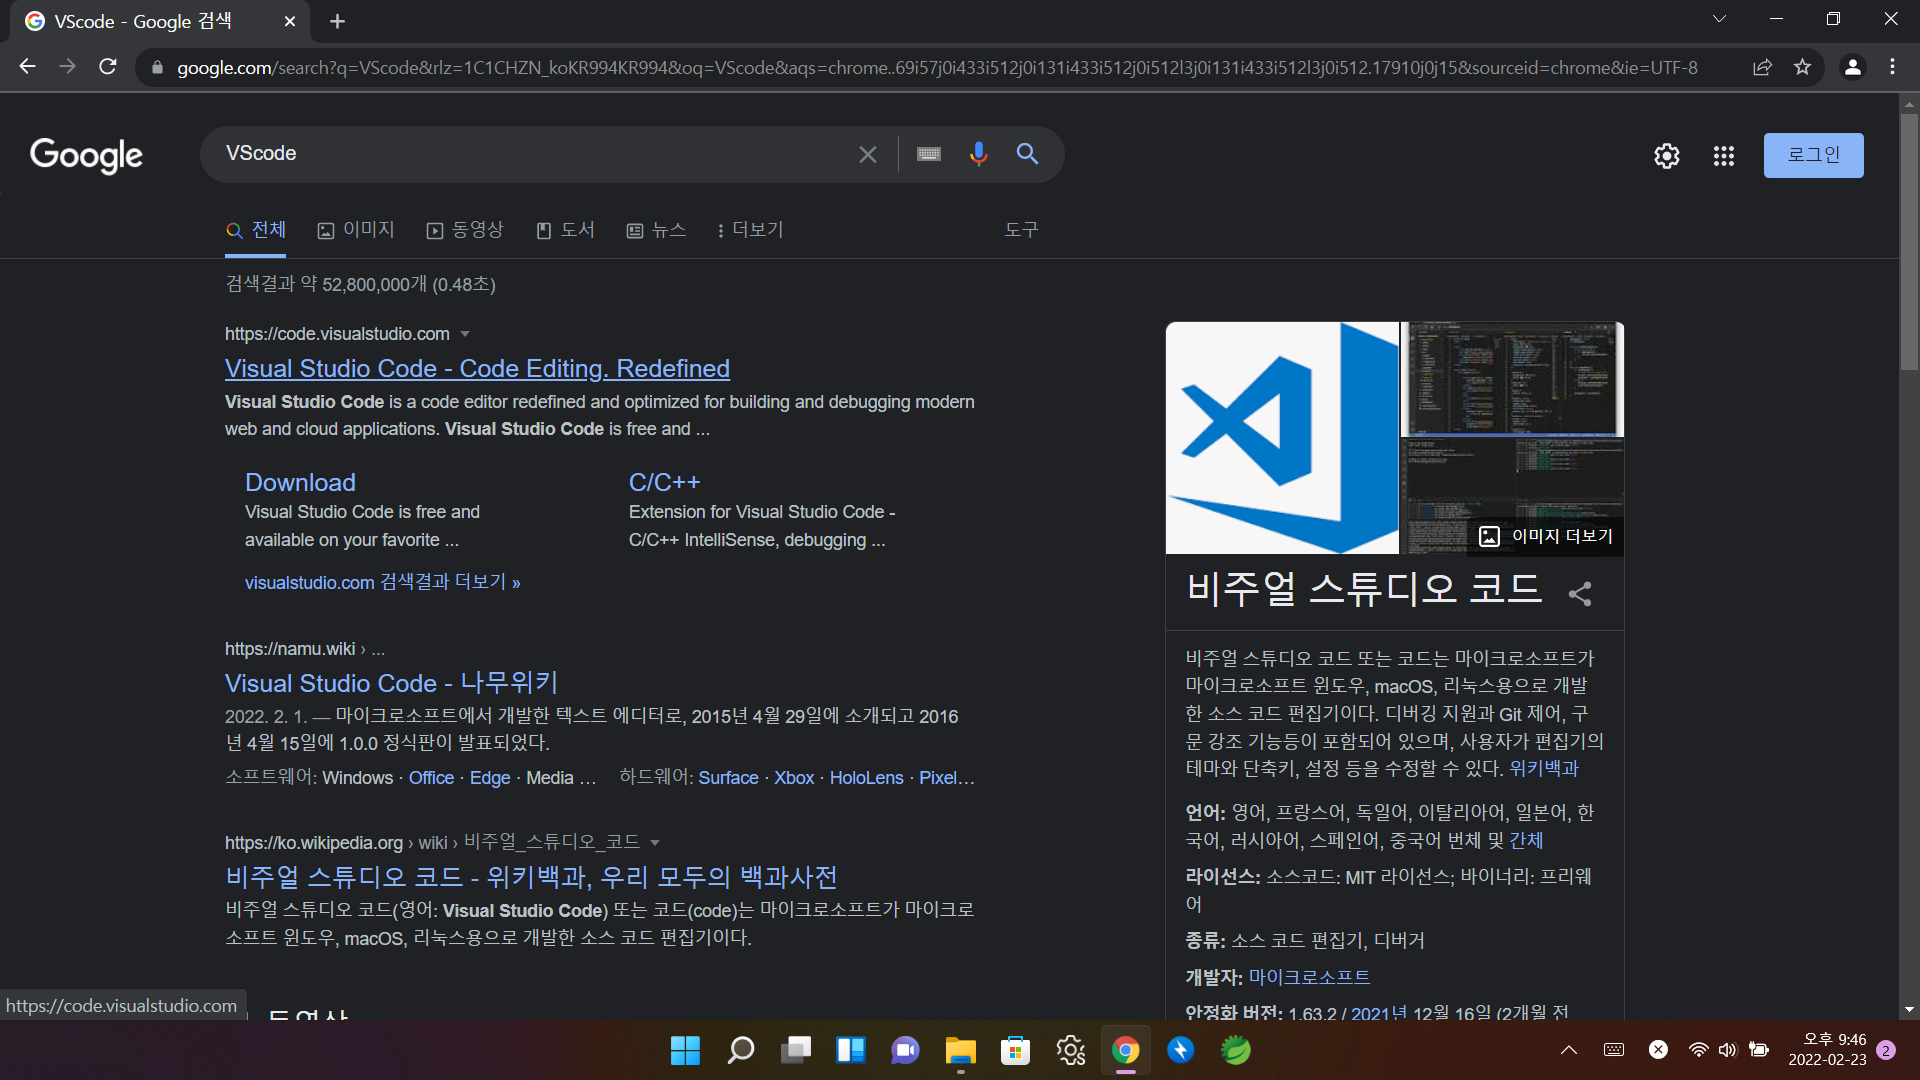 VScode - Google 검색
google.com/search?q=VScode&rlz=1C1CHZN_koKR994KR994&oq=VScode&aqs=chrome..69i57j0i433i512j0i131i433i512j0i512l3j0i131i433i512l3j0i512.17910j0j15&sourceid=chrome&ie=UTF-8
Google
VScode
로그인
전체 이미지 동영상 도서 뉴스 더보기 도구
검색결과 약 52,800,000개 (0.48초)
https://code.visualstudio.com
Visual Studio Code - Code Editing. Redefined
Visual Studio Code is a code editor redefined and optimized for building and debugging modern
web and cloud applications. Visual Studio Code is free and ...
Download
Visual Studio Code is free and
available on your favorite ...
C/C++
Extension for Visual Studio Code -
C/C++ IntelliSense, debugging ...
visualstudio.com 검색결과 더보기 »
https://namu.wiki › ...
Visual Studio Code - 나무위키
2022. 2. 1. — 마이크로소프트에서 개발한 텍스트 에디터로, 2015년 4월 29일에 소개되고 2016
년 4월 15일에 1.0.0 정식판이 발표되었다.
소프트웨어: Windows · Office · Edge · Media ... 하드웨어: Surface · Xbox · HoloLens · Pixel...
https://ko.wikipedia.org › wiki › 비주얼_스튜디오_코드
비주얼 스튜디오 코드 - 위키백과, 우리 모두의 백과사전
비주얼 스튜디오 코드(영어: Visual Studio Code) 또는 코드(code)는 마이크로소프트가 마이크로
소프트 윈도우, macOS, 리눅스용으로 개발한 소스 코드 편집기이다.
동영상
https://code.visualstudio.com
이미지 더보기
비주얼 스튜디오 코드
비주얼 스튜디오 코드 또는 코드는 마이크로소프트가
마이크로소프트 윈도우, macOS, 리눅스용으로 개발
한 소스 코드 편집기이다. 디버깅 지원과 Git 제어, 구
문 강조 기능등이 포함되어 있으며, 사용자가 편집기의
테마와 단축키, 설정 등을 수정할 수 있다. 위키백과
언어: 영어, 프랑스어, 독일어, 이탈리아어, 일본어, 한
국어, 러시아어, 스페인어, 중국어 번체 및 간체
라이선스: 소스코드: MIT 라이선스; 바이너리: 프리웨
어
종류: 소스 코드 편집기, 디버거
개발자: 마이크로소프트
안정화 버전: 1.63.2 / 2021년 12월 16일 (2개월 전
오후 9:46
2022-02-23
2